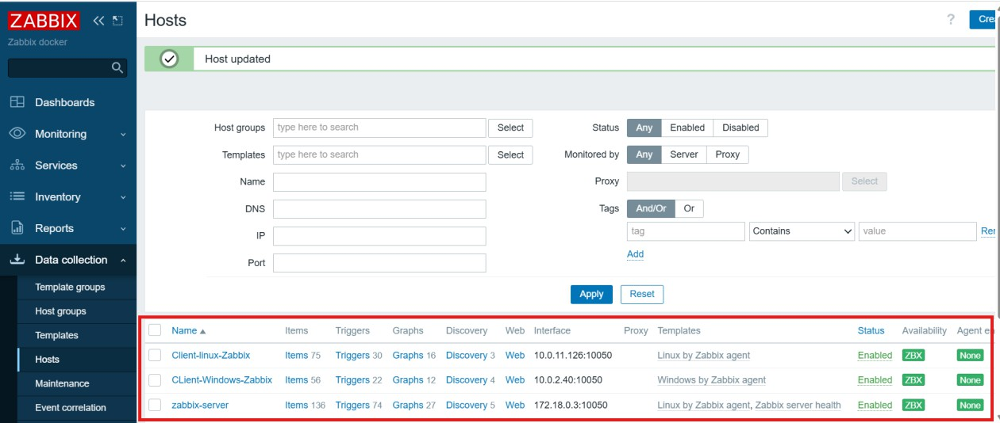 ZABBIX
Zabbix docker
Dashboards
Monitoring
Services
Inventory
Reports
Data collection
Template groups
Host groups
Templates
Hosts
Maintenance
Event correlation
Hosts
?
Host updated
Host groups type here to search Select Status Any Enabled Disabled
Templates type here to search Select Monitored by Any Server Proxy
Name Proxy Select
DNS Tags And/Or Or
IP tag Contains value
Port Add
Apply Reset
Name Items Triggers Graphs Discovery Web Interface Proxy Templates Status Availability Agent
Client-linux-Zabbix Items 75 Triggers 30 Graphs 16 Discovery 3 Web 10.0.11.126:10050 Linux by Zabbix agent Enabled ZBX None
CLient-Windows-Zabbix Items 56 Triggers 22 Graphs 12 Discovery 4 Web 10.0.2.40:10050 Windows by Zabbix agent Enabled ZBX None
zabbix-server Items 136 Triggers 74 Graphs 27 Discovery 5 Web 172.18.0.3:10050 Linux by Zabbix agent, Zabbix server health Enabled ZBX None